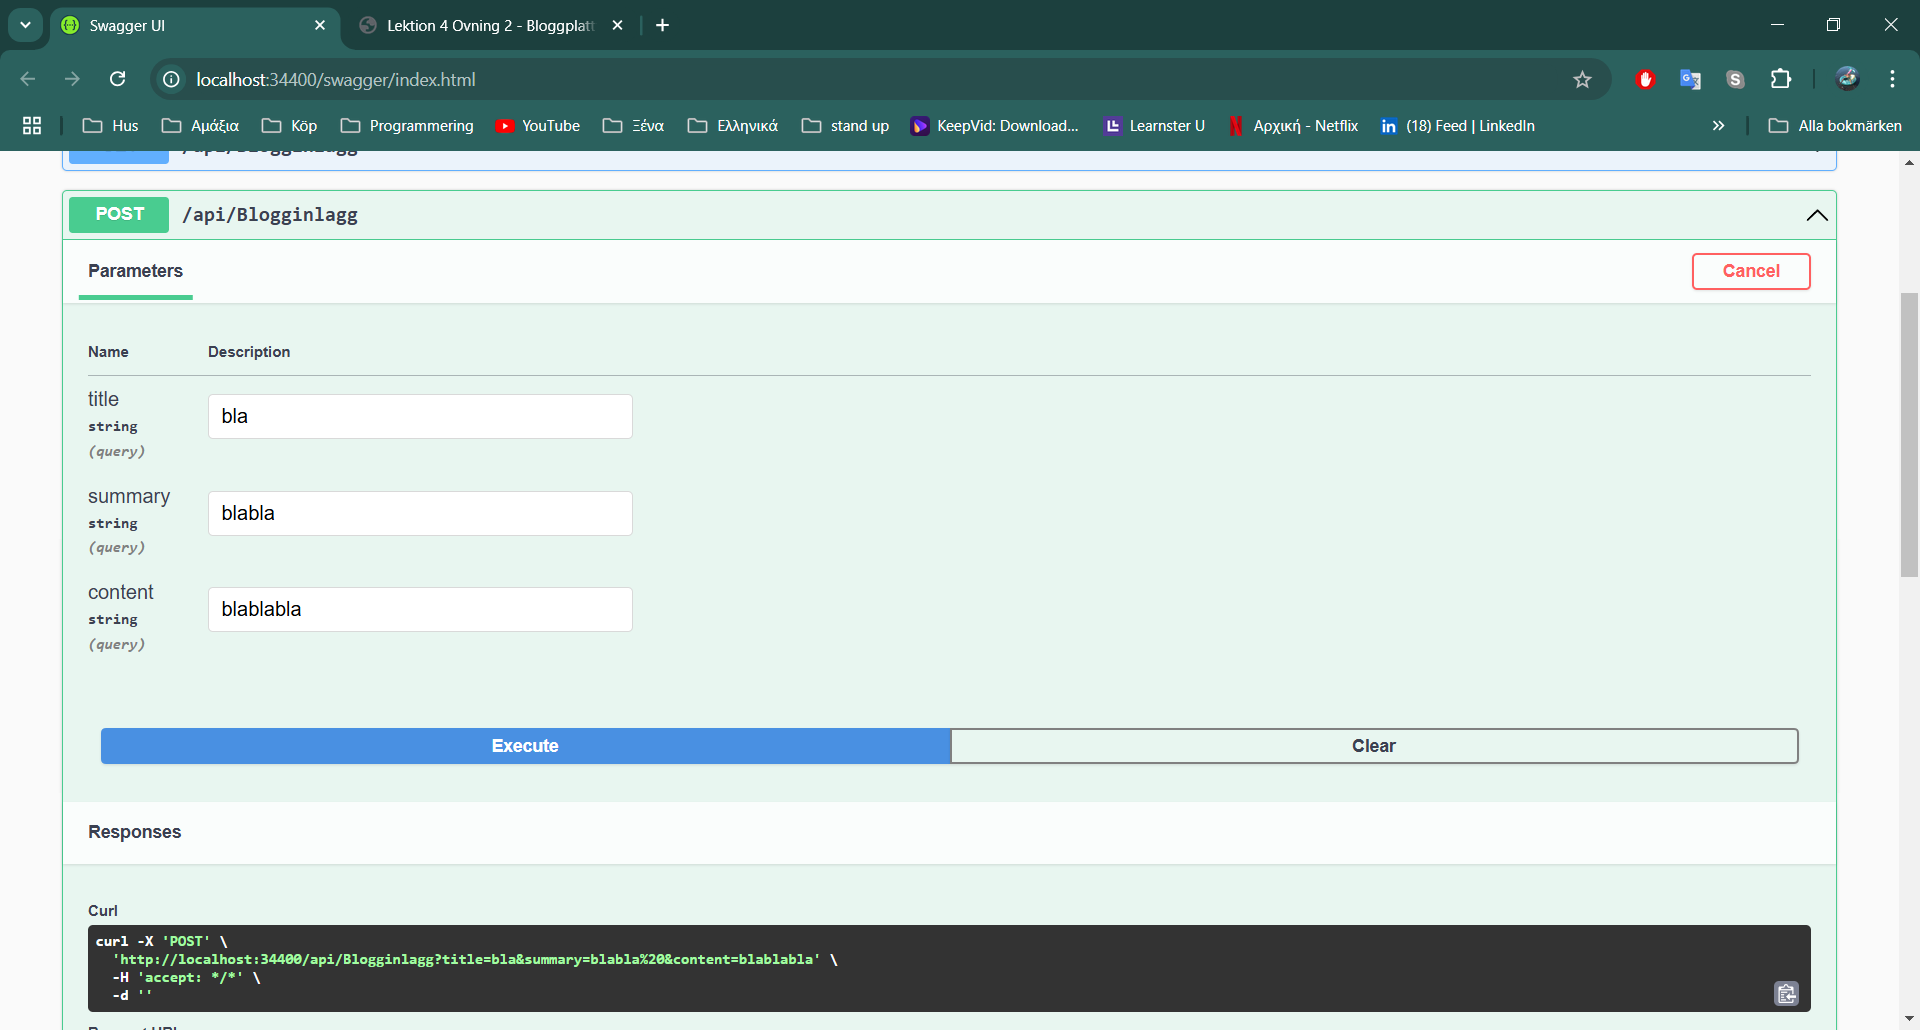 Swagger UI
Lektion 4 Ovning 2 - Bloggplatt
localhost:34400/swagger/index.html
Hus
Αμάξια
Köp
Programmering
YouTube
Ξένα
Ελληνικά
stand up
KeepVid: Download...
Learnster U
Αρχική - Netflix
(18) Feed | LinkedIn
Alla bokmärken
/api/Blogginlagg
POST /api/Blogginlagg
Parameters
Cancel
Name Description
title
string
(query)
bla
summary
string
(query)
blabla
content
string
(query)
blablabla
Execute
Clear
Responses
Curl
curl -X 'POST' \
'http://localhost:34400/api/Blogginlagg?title=bla&summary=blabla%20&content=blablabla' \
-H 'accept: */*' \
-d ''